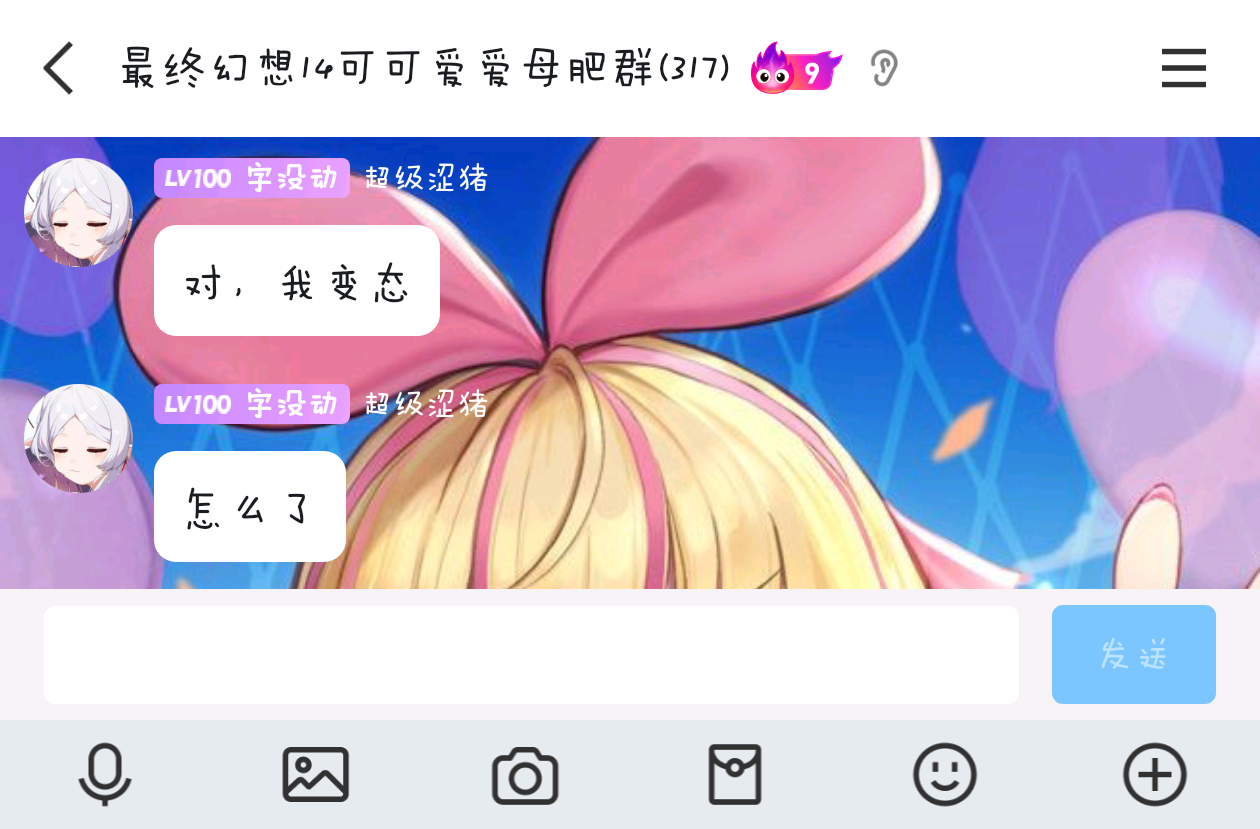 最终幻想14可可爱爱母肥群(317) 9
LV100 字没动 超级涩猪
对，我变态
LV100 字没动 超级涩猪
怎么了
发送